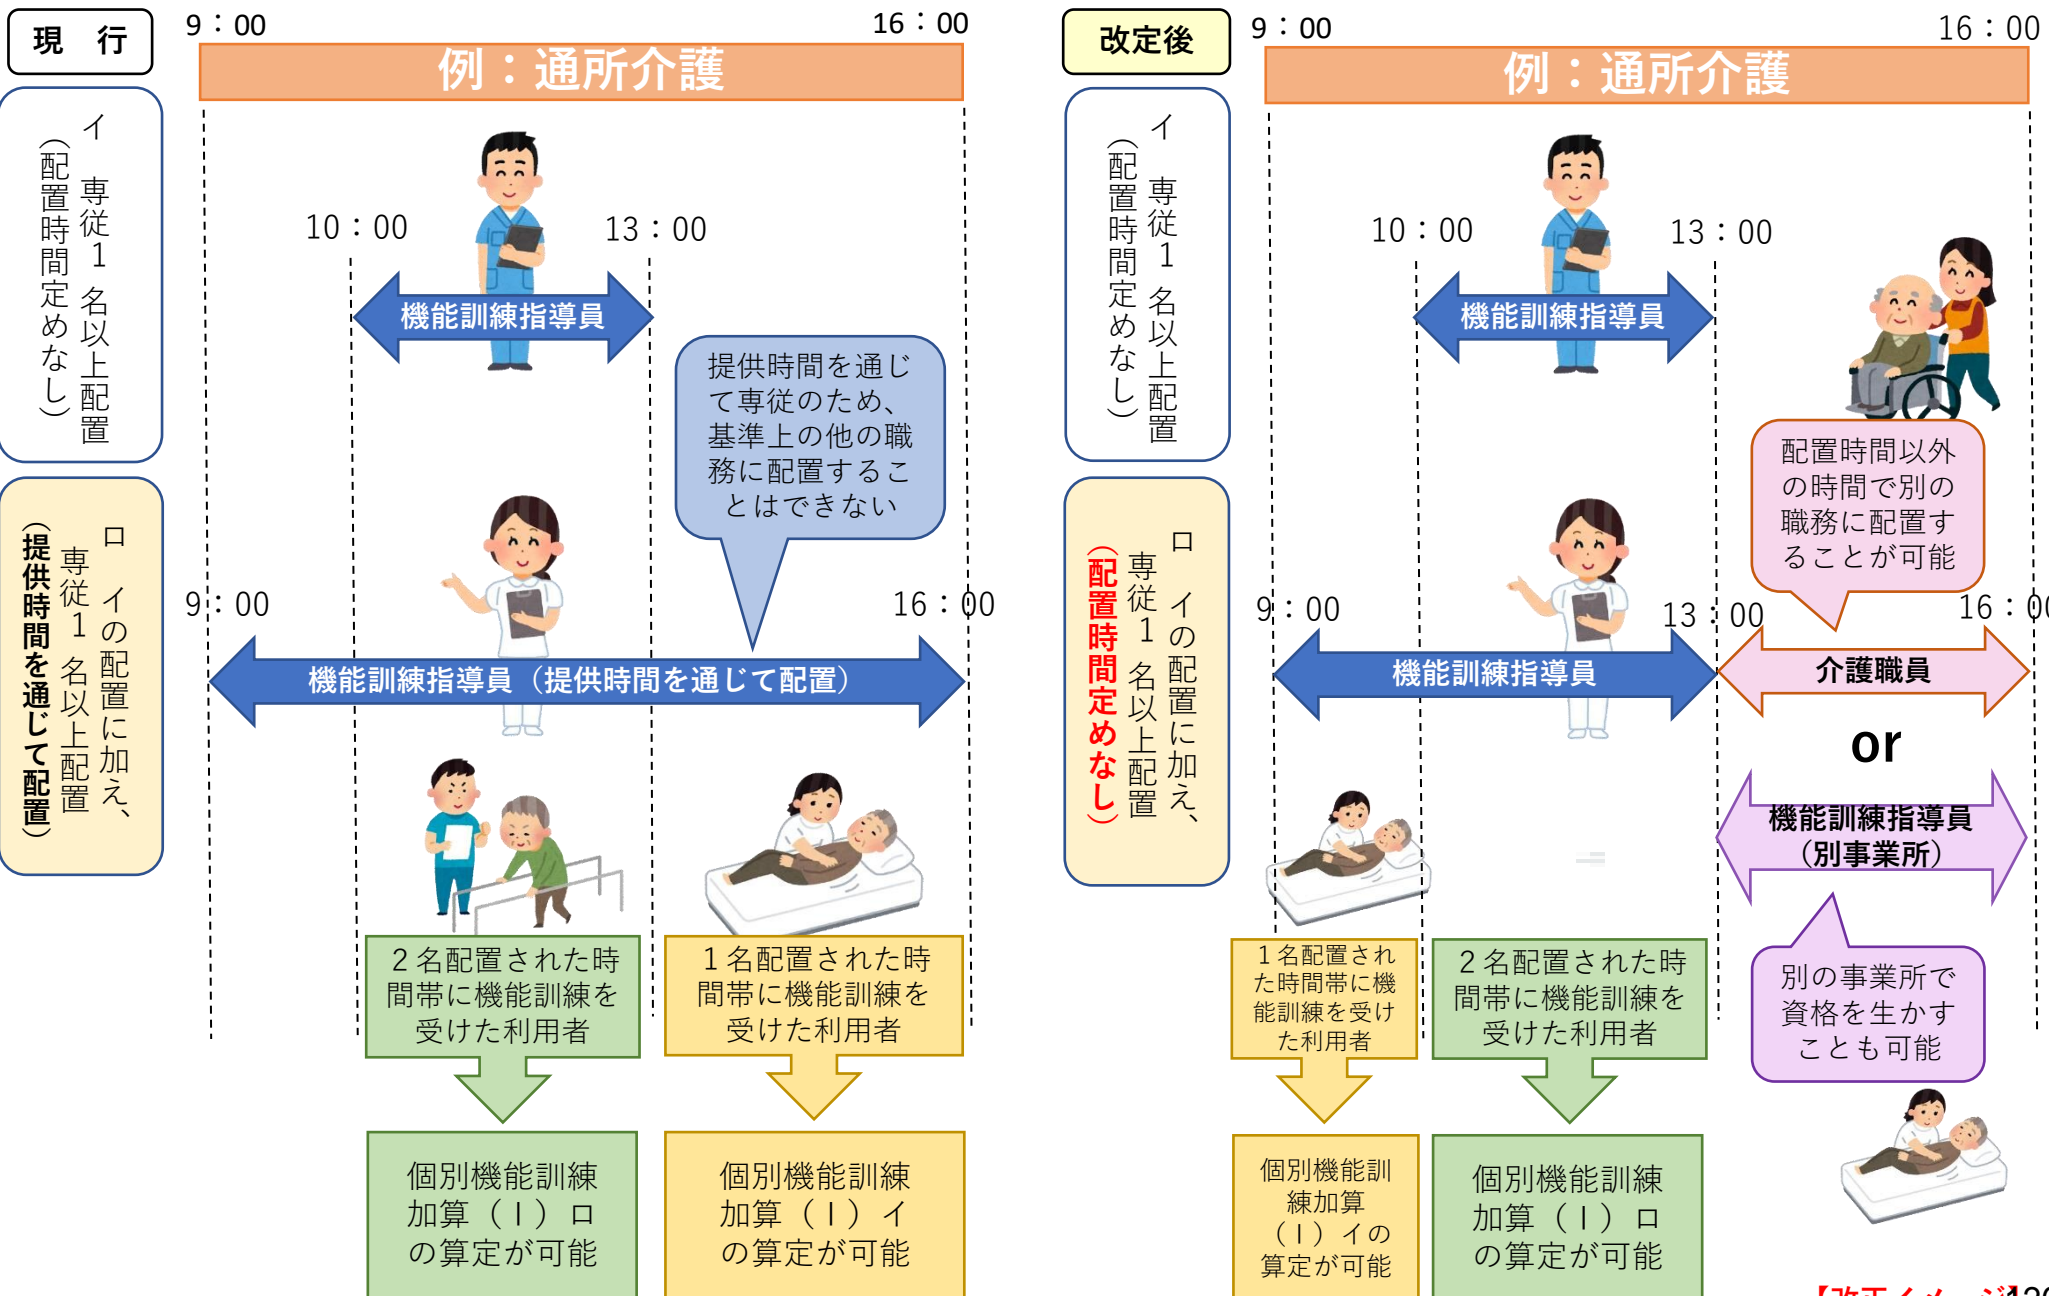 現　行
9：00
16：00
例：通所介護
イ　専従１名以上配置
（配置時間定めなし）
10：00
13：00
機能訓練指導員
提供時間を通じ
て専従のため、
基準上の他の職
務に配置するこ
とはできない
ロ　イの配置に加え、
専従１名以上配置
（提供時間を通じて配置）
9：00
16：00
機能訓練指導員（提供時間を通じて配置）
２名配置された時
間帯に機能訓練を
受けた利用者
１名配置された時
間帯に機能訓練を
受けた利用者
個別機能訓練
加算（Ⅰ）ロ
の算定が可能
個別機能訓練
加算（Ⅰ）イ
の算定が可能
改定後
9：00
16：00
例：通所介護
イ　専従１名以上配置
（配置時間定めなし）
10：00
13：00
機能訓練指導員
配置時間以外
の時間で別の
職務に配置す
ることが可能
ロ　イの配置に加え、
専従１名以上配置
（配置時間定めなし）
9：00
13：00
16：00
機能訓練指導員
介護職員
or
機能訓練指導員
（別事業所）
別の事業所で
資格を生かす
ことも可能
１名配置され
た時間帯に機
能訓練を受け
た利用者
２名配置された時
間帯に機能訓練を
受けた利用者
個別機能訓
練加算
（Ⅰ）イの
算定が可能
個別機能訓練
加算（Ⅰ）ロ
の算定が可能